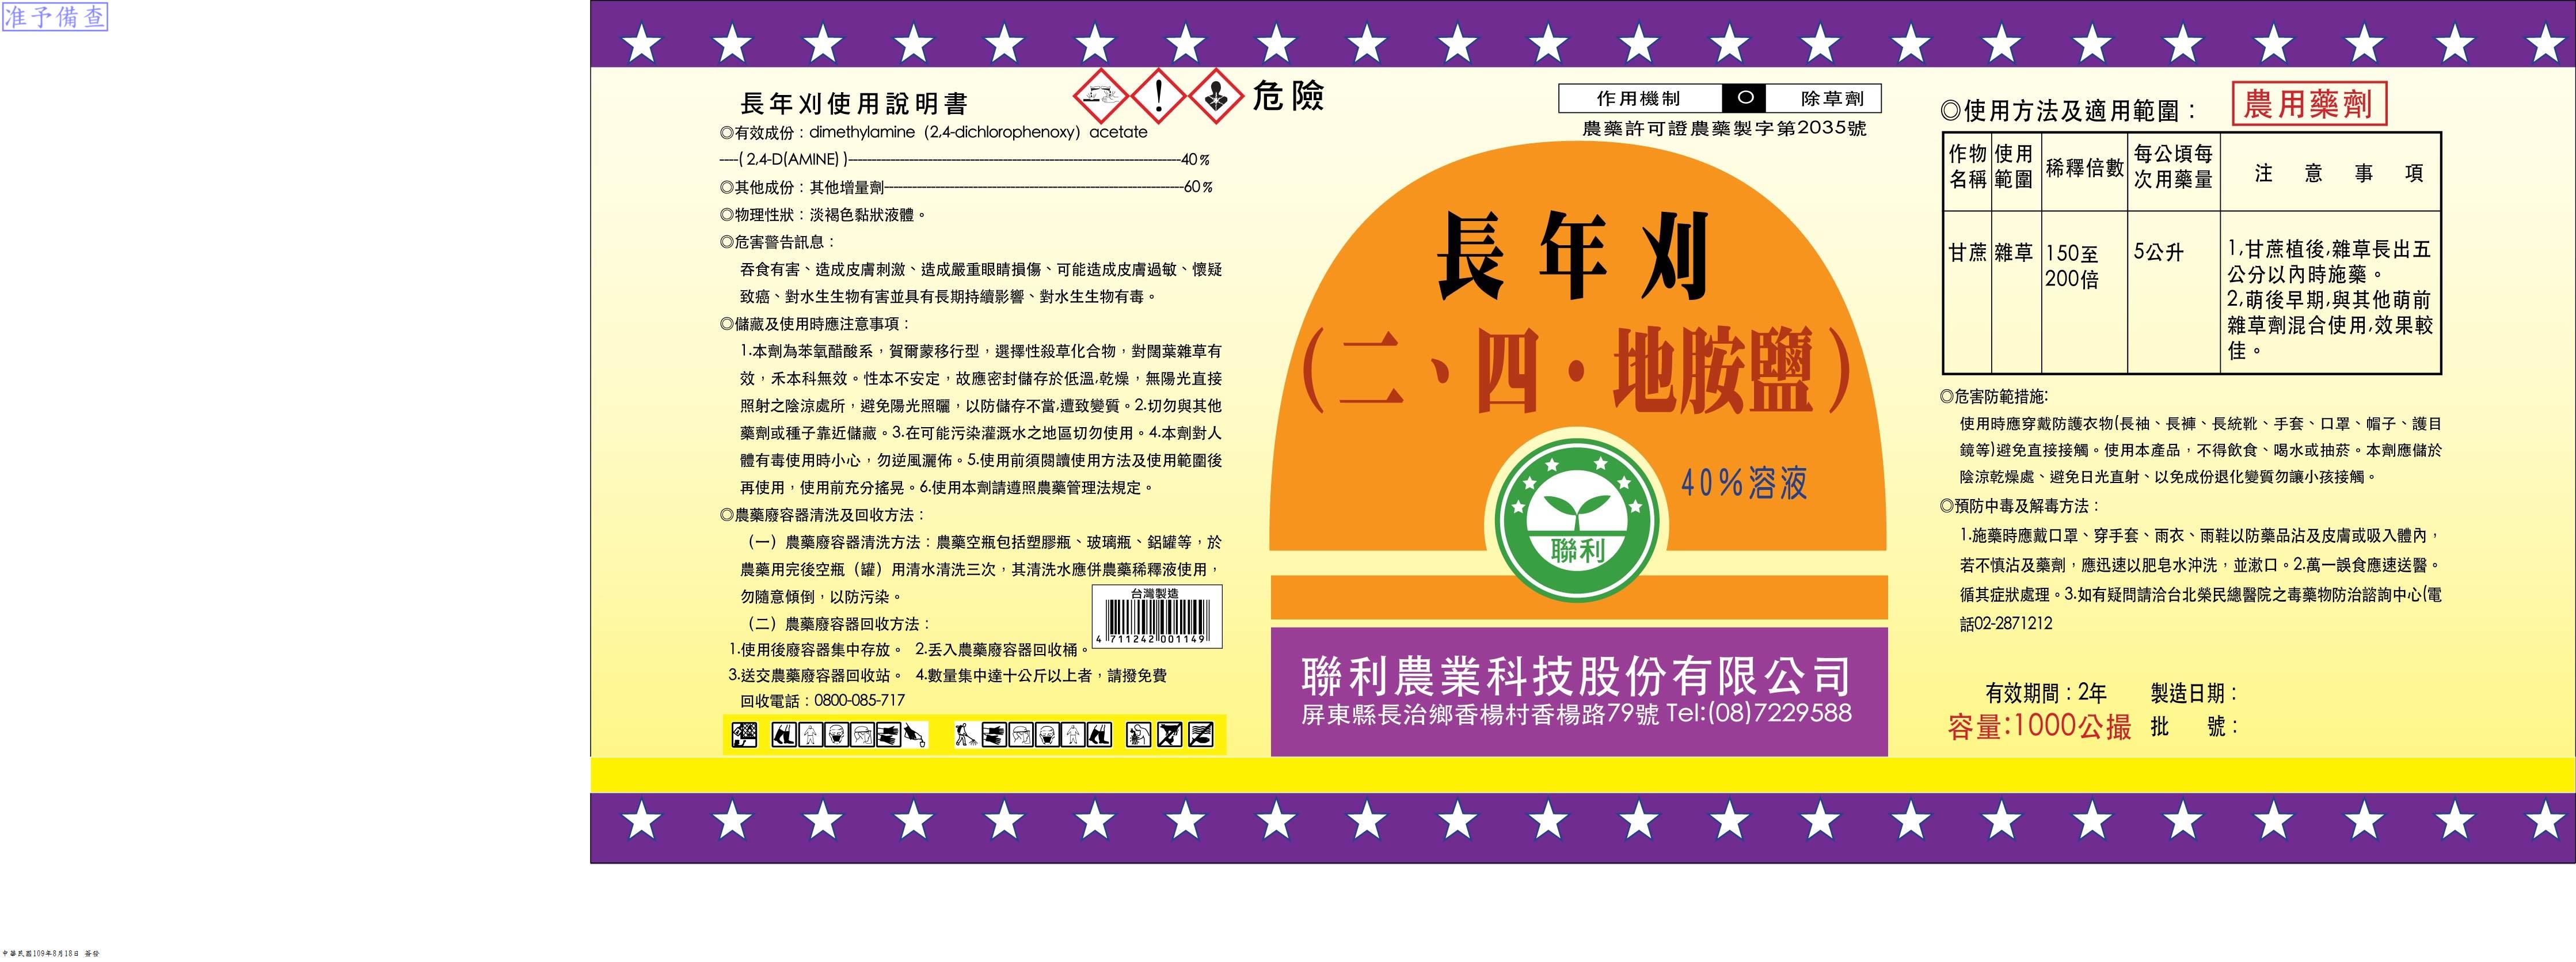 准予備查
長年刈使用說明書
危險
◎有效成份：dimethylamine（2,4-dichlorophenoxy）acetate
----( 2,4-D(AMINE) )----------40%
◎其他成份：其他增量劑----------60%
◎物理性狀：淡褐色黏狀液體。
◎危害警告訊息：
吞食有害、造成皮膚刺激、造成嚴重眼睛損傷、可能造成皮膚過敏、懷疑
致癌、對水生生物有害並具有長期持續影響、對水生生物有毒。
◎儲藏及使用時應注意事項：
1.本劑為苯氧醋酸系，賀爾蒙移行型，選擇性殺草化合物，對闊葉雜草有
效，禾本科無效。性本不安定，故應密封儲存於低溫,乾燥，無陽光直接
照射之陰涼處所，避免陽光照曬，以防儲存不當,遭致變質。2.切勿與其他
藥劑或種子靠近儲藏。3.在可能污染灌溉水之地區切勿使用。4.本劑對人
體有毒使用時小心，勿逆風灑佈。5.使用前須閱讀使用方法及使用範圍後
再使用，使用前充分搖晃。6.使用本劑請遵照農藥管理法規定。
◎農藥廢容器清洗及回收方法：
（一）農藥廢容器清洗方法：農藥空瓶包括塑膠瓶、玻璃瓶、鋁罐等，於
農藥用完後空瓶（罐）用清水清洗三次，其清洗水應併農藥稀釋液使用，
勿隨意傾倒，以防污染。
（二）農藥廢容器回收方法：
1.使用後廢容器集中存放。 2.丟入農藥廢容器回收桶。
3.送交農藥廢容器回收站。 4.數量集中達十公斤以上者，請撥免費
回收電話：0800-085-717
台灣製造
4 711242 001149
作用機制 O 除草劑
農藥許可證農藥製字第2035號
長年刈
(二、四・地胺鹽)
40%溶液
聯利
聯利農業科技股份有限公司
屏東縣長治鄉香楊村香楊路79號 Tel:(08)7229588
◎使用方法及適用範圍：
農用藥劑
作物名稱 使用範圍 稀釋倍數 每公頃每次用藥量 注意事項
甘蔗 雜草 150至200倍 5公升
1,甘蔗植後,雜草長出五
公分以內時施藥。
2,萌後早期,與其他萌前
雜草劑混合使用,效果較
佳。
◎危害防範措施:
使用時應穿戴防護衣物(長袖、長褲、長統靴、手套、口罩、帽子、護目
鏡等)避免直接接觸。使用本產品，不得飲食、喝水或抽菸。本劑應儲於
陰涼乾燥處、避免日光直射、以免成份退化變質勿讓小孩接觸。
◎預防中毒及解毒方法：
1.施藥時應戴口罩、穿手套、雨衣、雨鞋以防藥品沾及皮膚或吸入體內，
若不慎沾及藥劑，應迅速以肥皂水沖洗，並漱口。2.萬一誤食應速送醫。
循其症狀處理。3.如有疑問請洽台北榮民總醫院之毒藥物防治諮詢中心(電
話02-2871212
有效期間：2年 製造日期：
容量:1000公撮 批 號：
中華民國109年8月18日 簽發